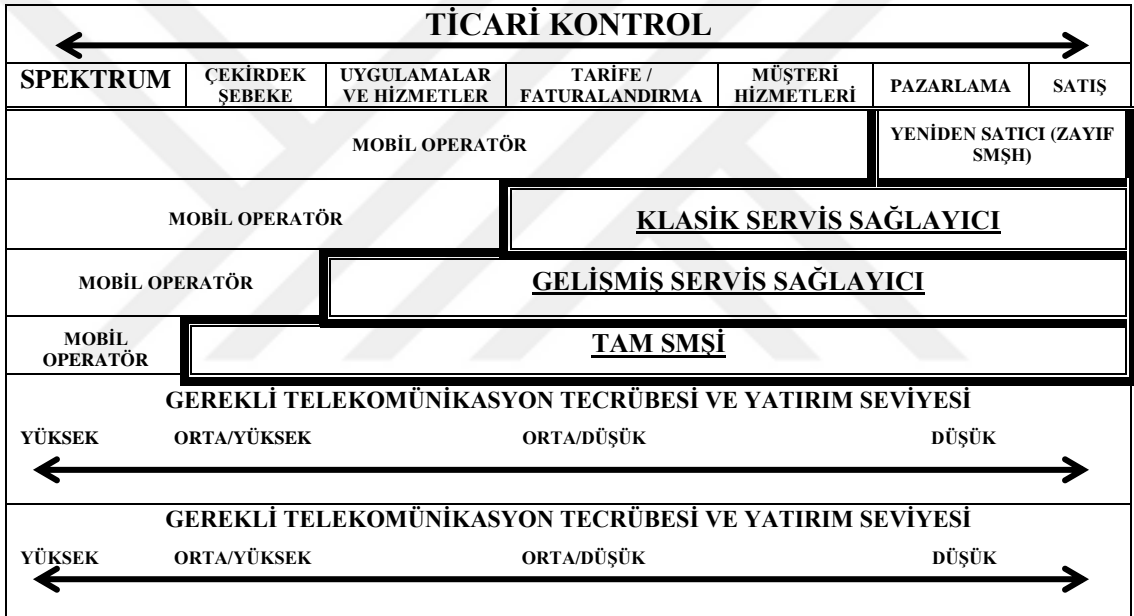 TİCARİ KONTROL
SPEKTRUM
ÇEKİRDEK
ŞEBEKE
UYGULAMALAR
VE HİZMETLER
TARİFE /
FATURALANDIRMA
MÜŞTERİ
HİZMETLERİ
PAZARLAMA
SATIŞ
MOBİL OPERATÖR
YENİDEN SATICI (ZAYIF
SMŞH)
MOBİL OPERATÖR
KLASİK SERVİS SAĞLAYICI
MOBİL OPERATÖR
GELİŞMİŞ SERVİS SAĞLAYICI
MOBİL
OPERATÖR
TAM SMŞİ
GEREKLİ TELEKOMÜNİKASYON TECRÜBESİ VE YATIRIM SEVİYESİ
YÜKSEK ORTA/YÜKSEK ORTA/DÜŞÜK DÜŞÜK
GEREKLİ TELEKOMÜNİKASYON TECRÜBESİ VE YATIRIM SEVİYESİ
YÜKSEK ORTA/YÜKSEK ORTA/DÜŞÜK DÜŞÜK